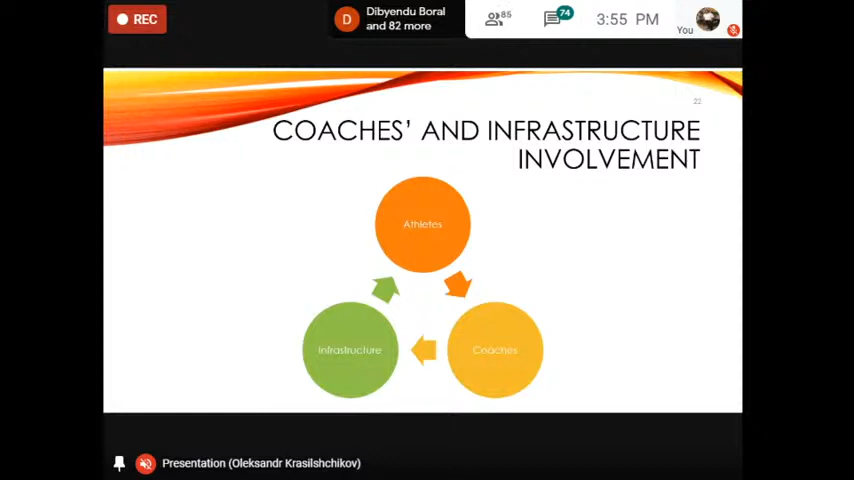 REC
D
Dibyendu Boral
and 82 more
85
74
3:55 PM
You
22
COACHES' AND INFRASTRUCTURE
INVOLVEMENT
Athletes
Infrastructure
Coaches
Presentation (Oleksandr Krasilshchikov)